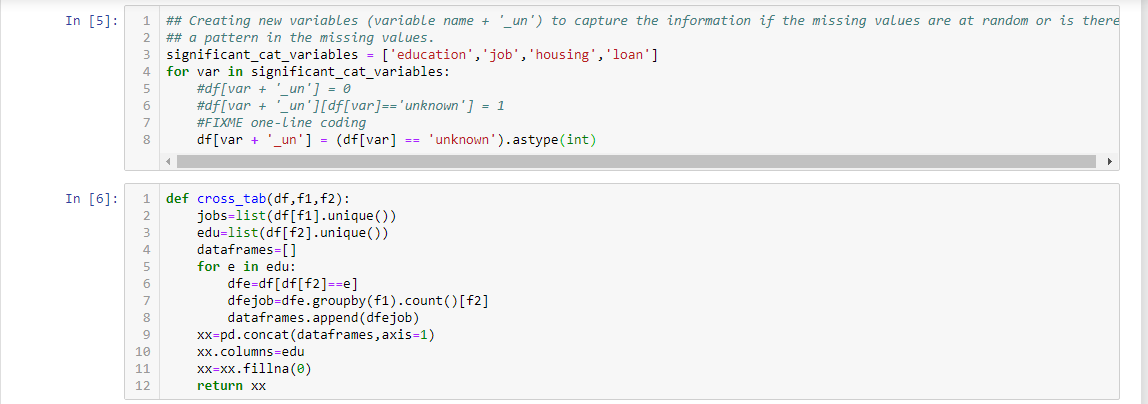 In [5]:
1 ## Creating new variables (variable name + '_un') to capture the information if the missing values are at random or is there
2 ## a pattern in the missing values.
3 significant_cat_variables = ['education','job','housing','loan']
4 for var in significant_cat_variables:
5     #df[var + '_un'] = 0
6     #df[var + '_un'][df[var]=='unknown'] = 1
7     #FIXME one-line coding
8     df[var + '_un'] = (df[var] == 'unknown').astype(int)
In [6]:
1 def cross_tab(df,f1,f2):
2     jobs=list(df[f1].unique())
3     edu=list(df[f2].unique())
4     dataframes=[]
5     for e in edu:
6         dfe=df[df[f2]==e]
7         dfejob=dfe.groupby(f1).count()[f2]
8         dataframes.append(dfejob)
9     xx=pd.concat(dataframes,axis=1)
10     xx.columns=edu
11     xx=xx.fillna(0)
12     return xx